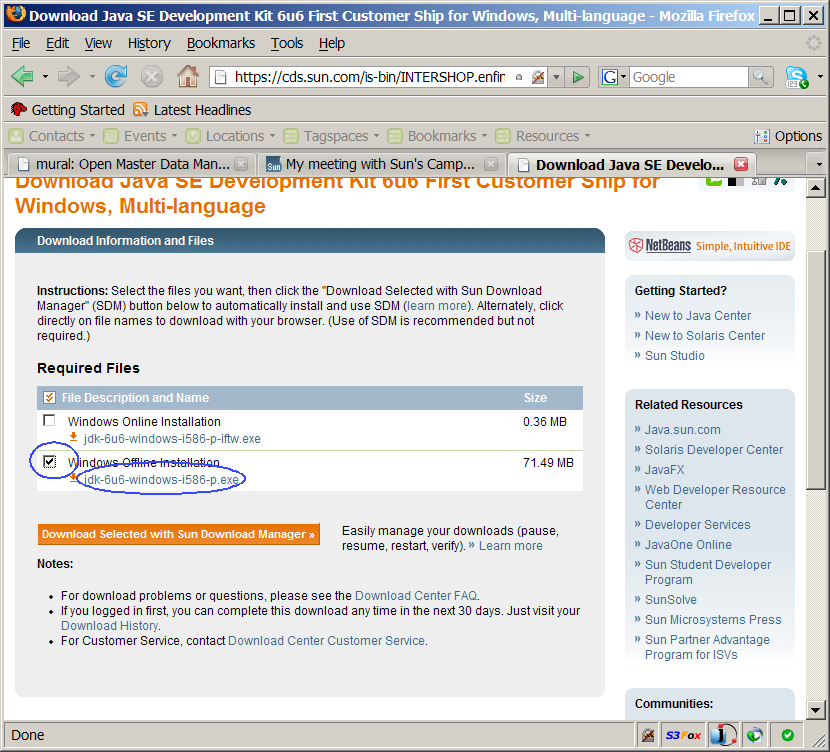 Download Java SE Development Kit 6u6 First Customer Ship for Windows, Multi-language - Mozilla Firefox
File Edit View History Bookmarks Tools Help
https://cds.sun.com/is-bin/INTERSHOP.enfin
G Google
Getting Started Latest Headlines
Contacts Events Locations Tagspaces Bookmarks Resources Options
mural: Open Master Data Man... Sun My meeting with Sun's Camp... Download Java SE Develo...
Download Java SE Development Kit 6u6 First Customer Ship for
Windows, Multi-language
Download Information and Files
Instructions: Select the files you want, then click the "Download Selected with Sun Download
Manager" (SDM) button below to automatically install and use SDM (learn more). Alternately, click
directly on file names to download with your browser. (Use of SDM is recommended but not
required.)
Required Files
File Description and Name Size
Windows Online Installation 0.36 MB
jdk-6u6-windows-i586-p-iftw.exe
Windows Offline Installation 71.49 MB
jdk-6u6-windows-i586-p.exe
Download Selected with Sun Download Manager »
Easily manage your downloads (pause,
resume, restart, verify). » Learn more
Notes:
• For download problems or questions, please see the Download Center FAQ.
• If you logged in first, you can complete this download any time in the next 30 days. Just visit your
Download History.
• For Customer Service, contact Download Center Customer Service.
NetBeans Simple, Intuitive IDE
Getting Started?
» New to Java Center
» New to Solaris Center
» Sun Studio
Related Resources
» Java.sun.com
» Solaris Developer Center
» JavaFX
» Web Developer Resource
Center
» Developer Services
» JavaOne Online
» Sun Student Developer
Program
» SunSolve
» Sun Microsystems Press
» Sun Partner Advantage
Program for ISVs
Communities:
Done S3Fox